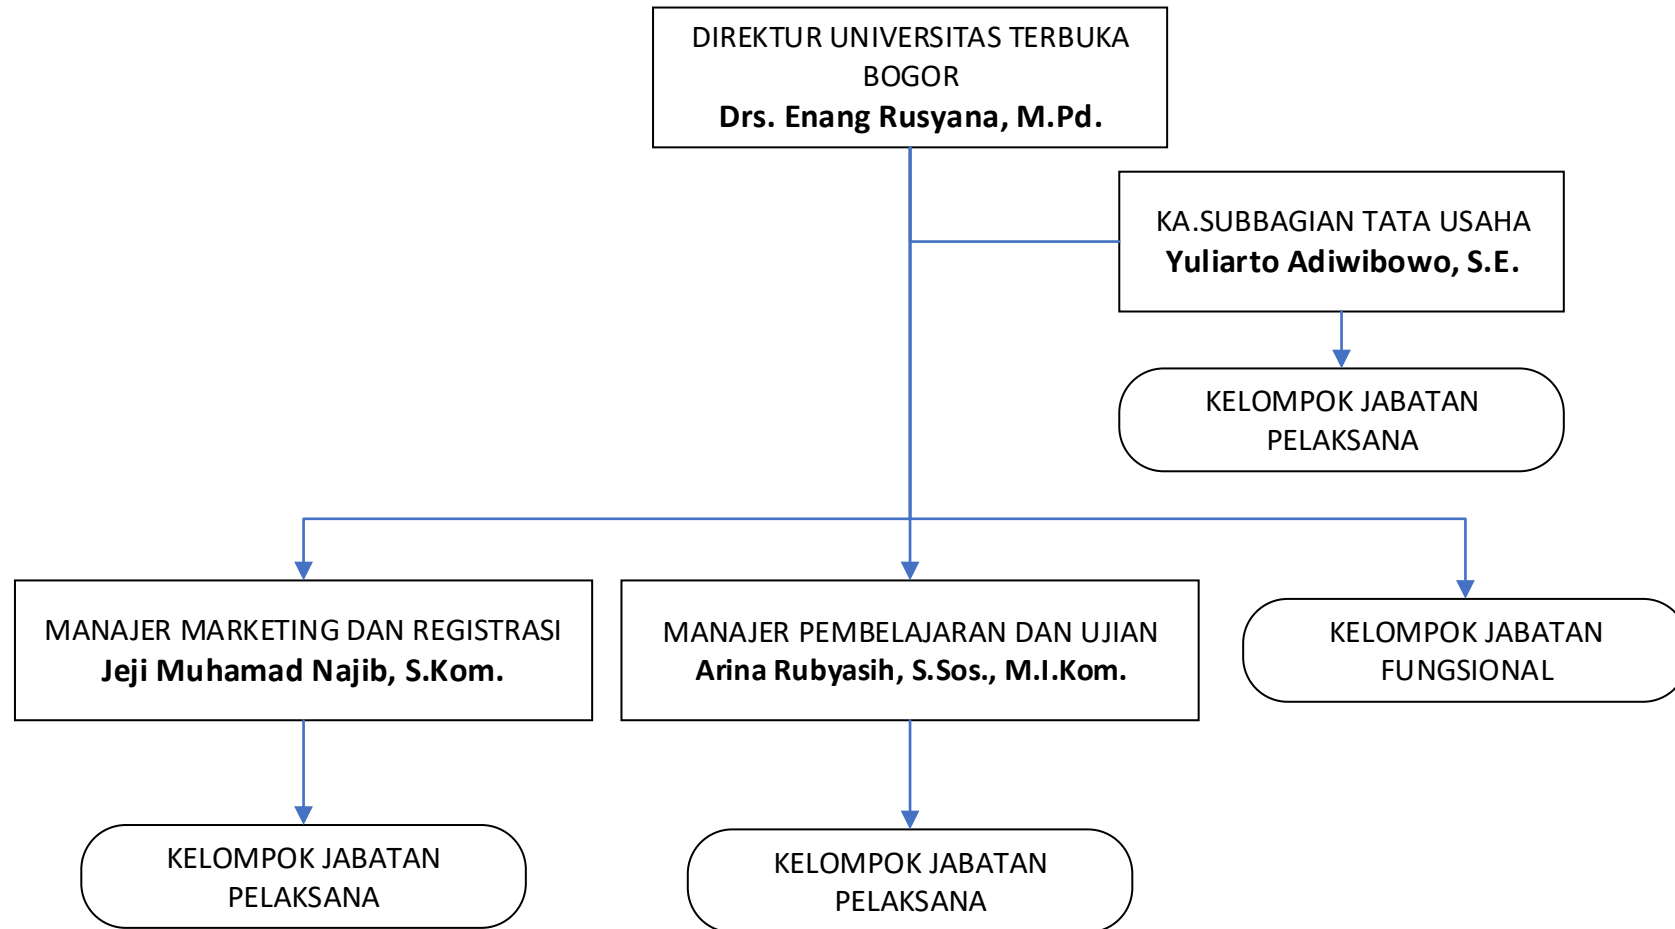 DIREKTUR UNIVERSITAS TERBUKA
BOGOR
Drs. Enang Rusyana, M.Pd.
KA.SUBBAGIAN TATA USAHA
Yuliarto Adiwibowo, S.E.
KELOMPOK JABATAN
PELAKSANA
MANAJER MARKETING DAN REGISTRASI
Jeji Muhamad Najib, S.Kom.
MANAJER PEMBELAJARAN DAN UJIAN
Arina Rubyasih, S.Sos., M.I.Kom.
KELOMPOK JABATAN
FUNGSIONAL
KELOMPOK JABATAN
PELAKSANA
KELOMPOK JABATAN
PELAKSANA